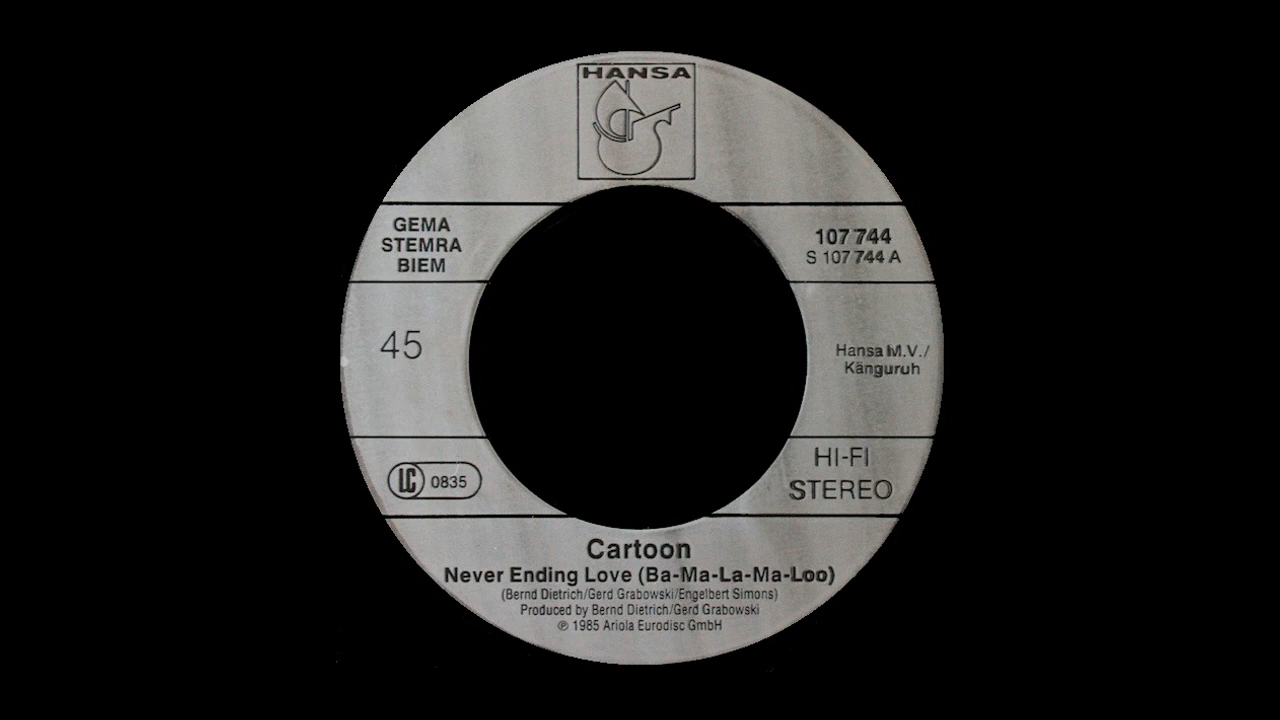 HANSA
GEMA
STEMRA
BIEM
107 744
S 107 744 A
45
Hansa M.V./
Känguruh
LC 0835
HI-FI
STEREO
Cartoon
Never Ending Love (Ba-Ma-La-Ma-Loo)
(Bernd Dietrich/Gerd Grabowski/Engelbert Simons)
Produced by Bernd Dietrich/Gerd Grabowski
℗ 1985 Ariola Eurodisc GmbH